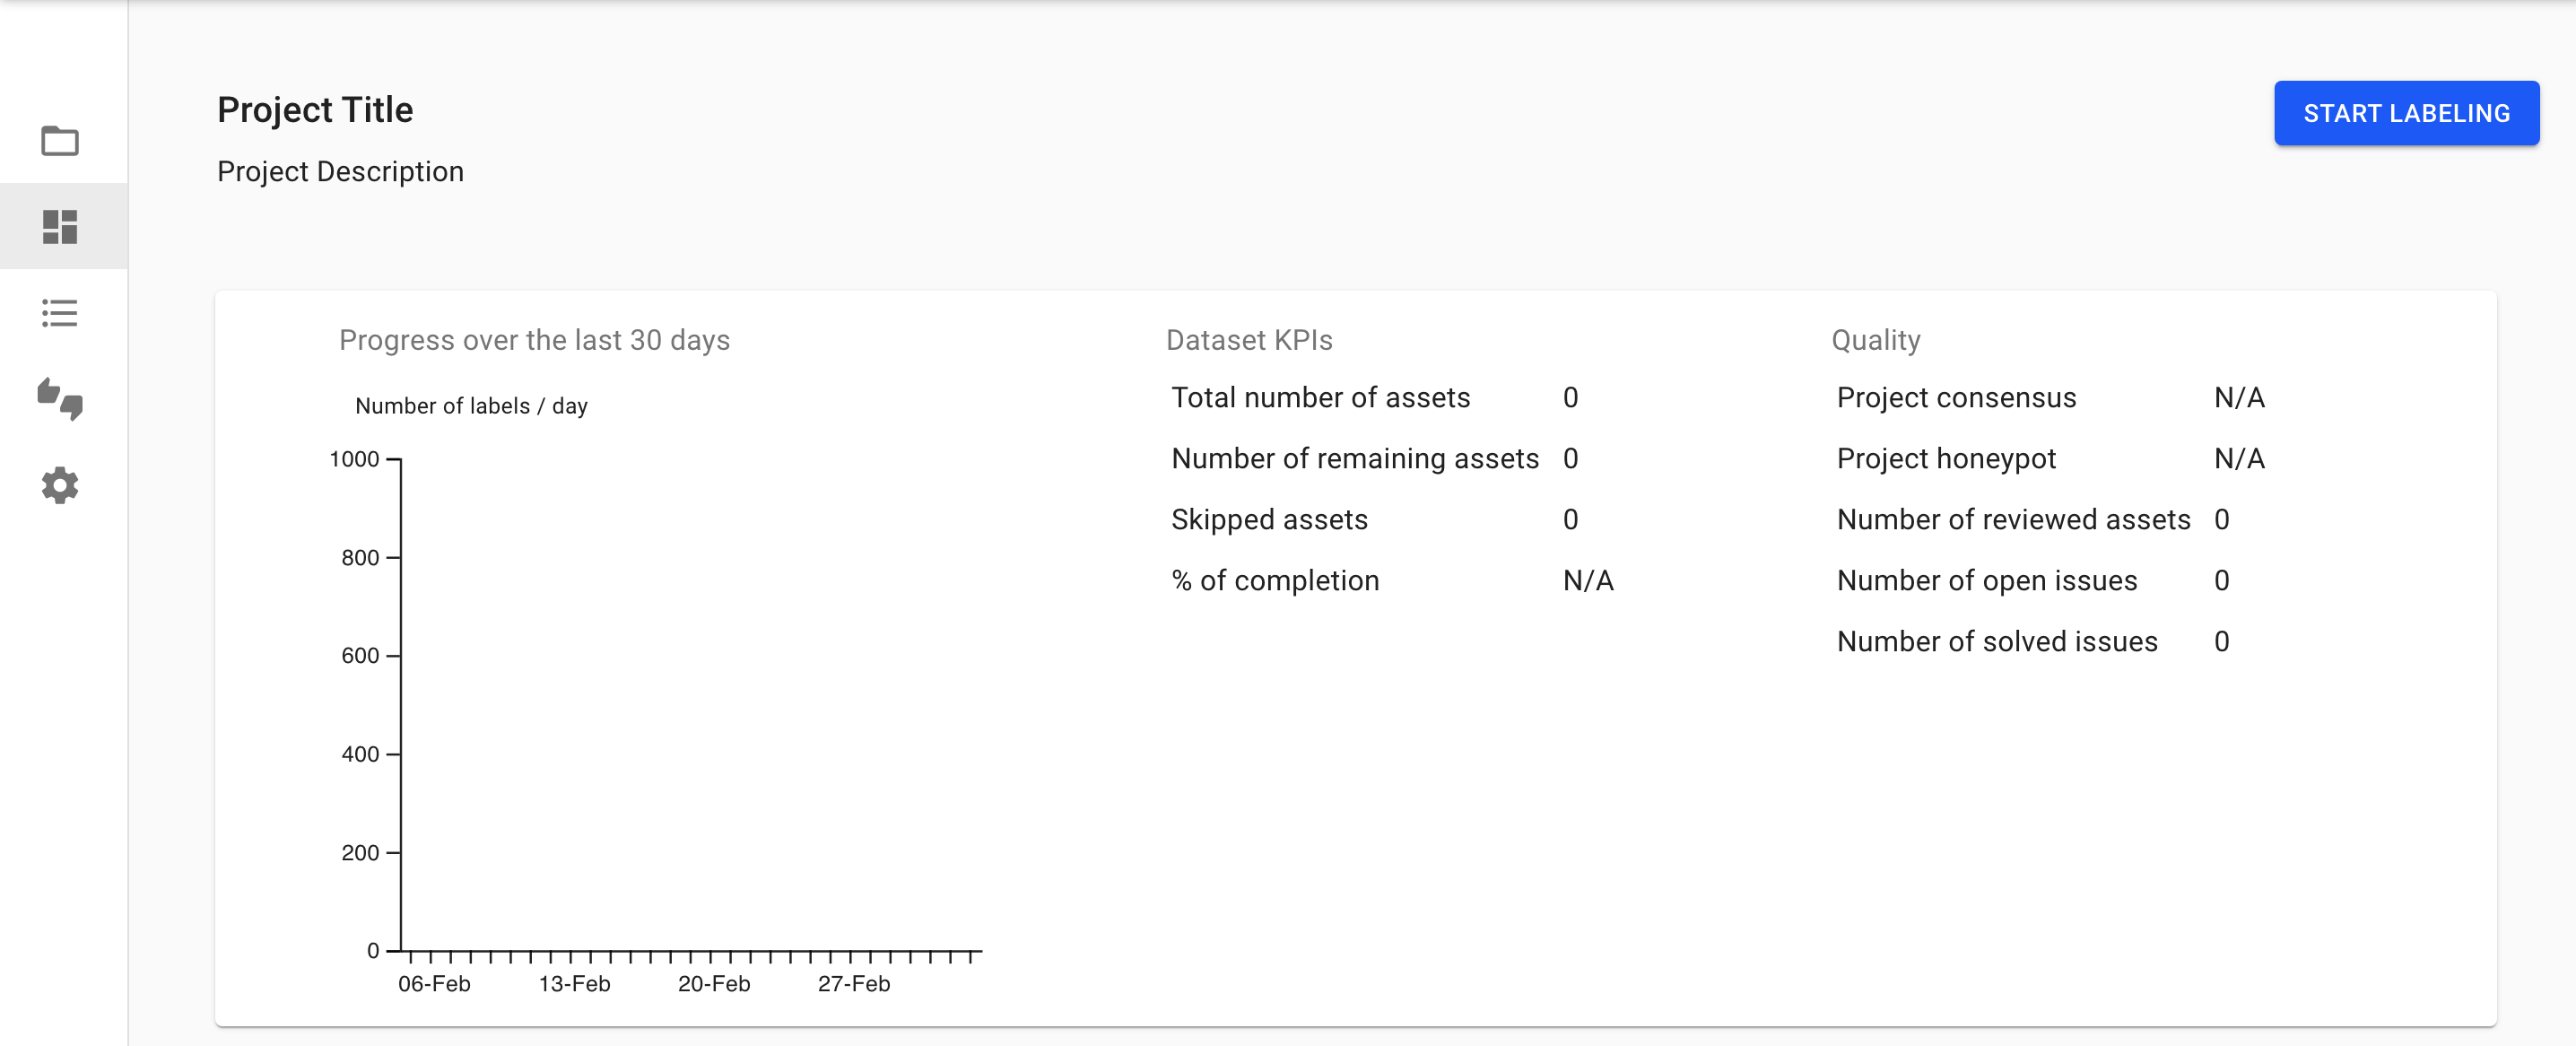 Project Title
START LABELING
Project Description
Progress over the last 30 days
Number of labels / day
1000
800
600
400
200
0
06-Feb 13-Feb 20-Feb 27-Feb
Dataset KPIs
Total number of assets 0
Number of remaining assets 0
Skipped assets 0
% of completion N/A
Quality
Project consensus N/A
Project honeypot N/A
Number of reviewed assets 0
Number of open issues 0
Number of solved issues 0